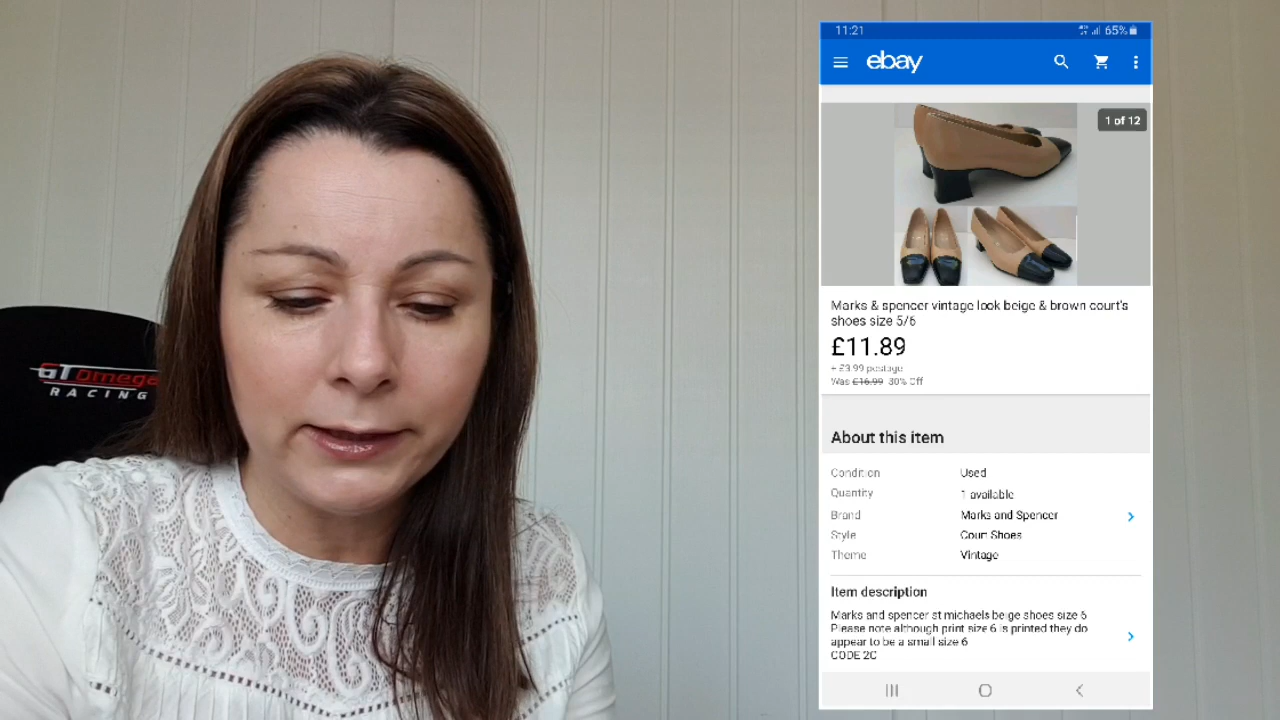 GT omega
RACING
11:21
65%
ebay
1 of 12
Marks & spencer vintage look beige & brown court's
shoes size 5/6
£11.89
+ £3.99 postage
Was £16.99 30% Off
About this item
Condition Used
Quantity 1 available
Brand Marks and Spencer
Style Court Shoes
Theme Vintage
Item description
Marks and spencer st michaels beige shoes size 6
Please note although print size 6 is printed they do
appear to be a small size 6
CODE 2C